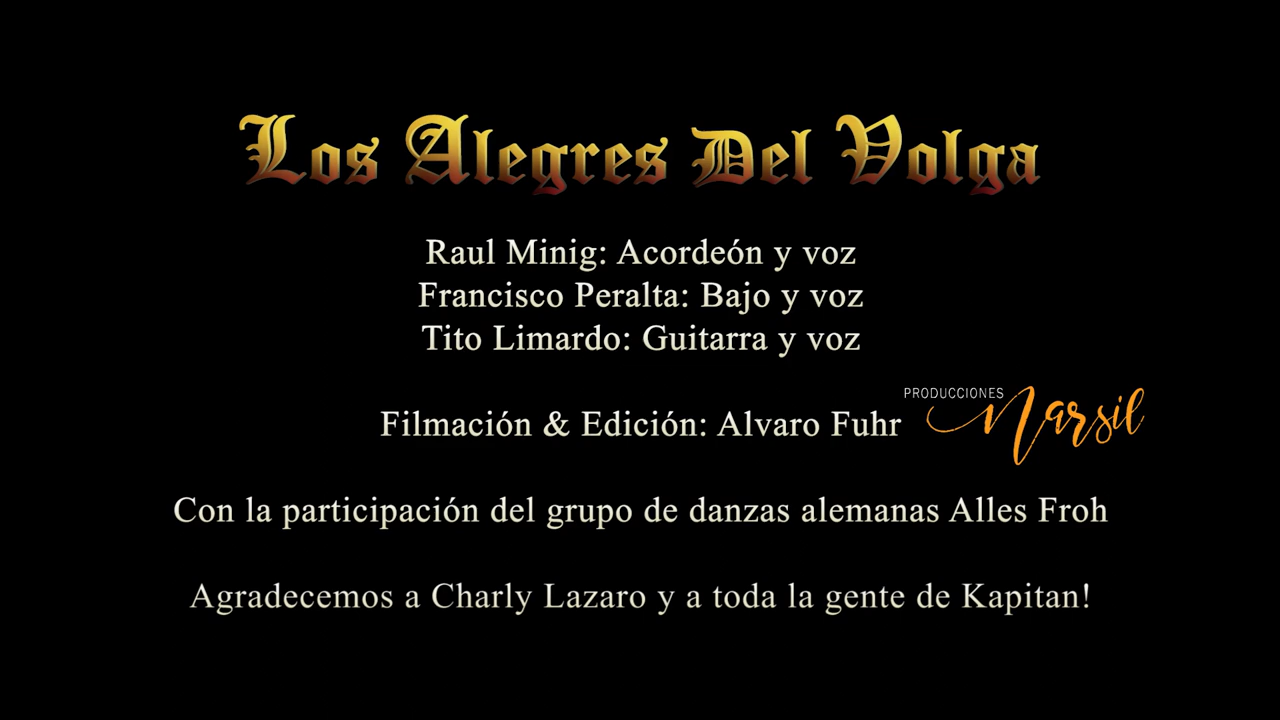 Los Alegres Del Volga
Raul Minig: Acordeón y voz
Francisco Peralta: Bajo y voz
Tito Limardo: Guitarra y voz
Filmación & Edición: Alvaro Fuhr PRODUCCIONES Narsil
Con la participación del grupo de danzas alemanas Alles Froh
Agradecemos a Charly Lazaro y a toda la gente de Kapitan!